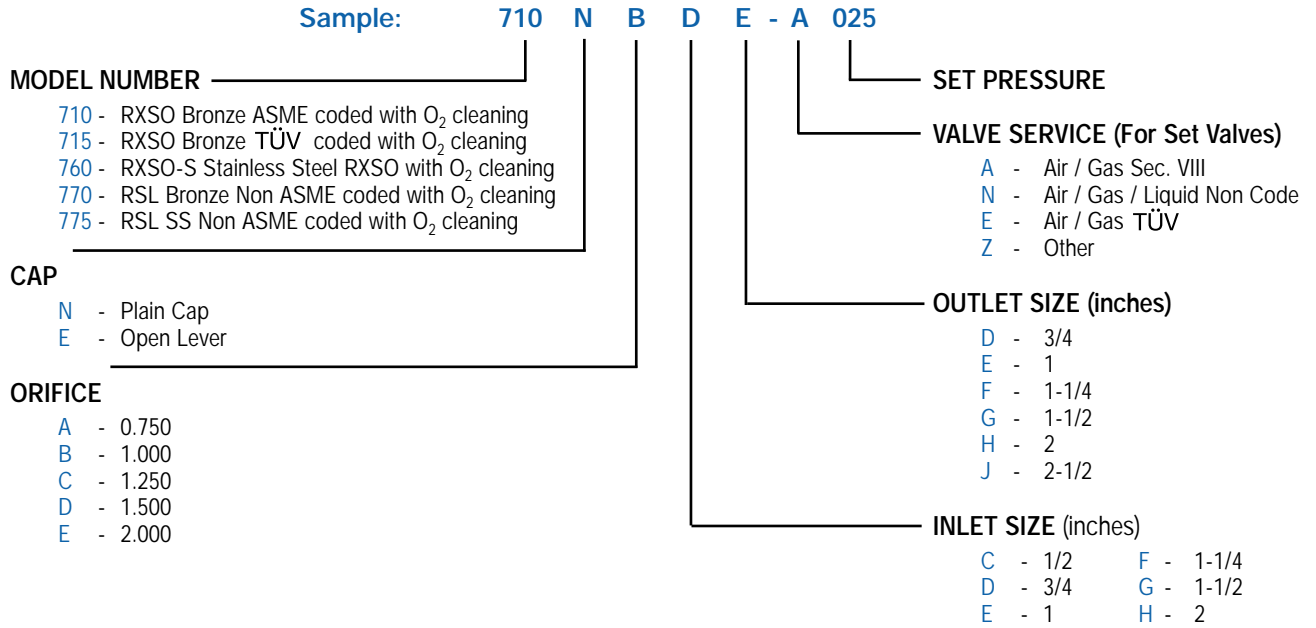 Sample: 710 N B D E - A 025
MODEL NUMBER
710 - RXSO Bronze ASME coded with O₂ cleaning
715 - RXSO Bronze TÜV coded with O₂ cleaning
760 - RXSO-S Stainless Steel RXSO with O₂ cleaning
770 - RSL Bronze Non ASME coded with O₂ cleaning
775 - RSL SS Non ASME coded with O₂ cleaning
CAP
N - Plain Cap
E - Open Lever
ORIFICE
A - 0.750
B - 1.000
C - 1.250
D - 1.500
E - 2.000
SET PRESSURE
VALVE SERVICE (For Set Valves)
A - Air / Gas Sec. VIII
N - Air / Gas / Liquid Non Code
E - Air / Gas TÜV
Z - Other
OUTLET SIZE (inches)
D - 3/4
E - 1
F - 1-1/4
G - 1-1/2
H - 2
J - 2-1/2
INLET SIZE (inches)
C - 1/2 F - 1-1/4
D - 3/4 G - 1-1/2
E - 1 H - 2